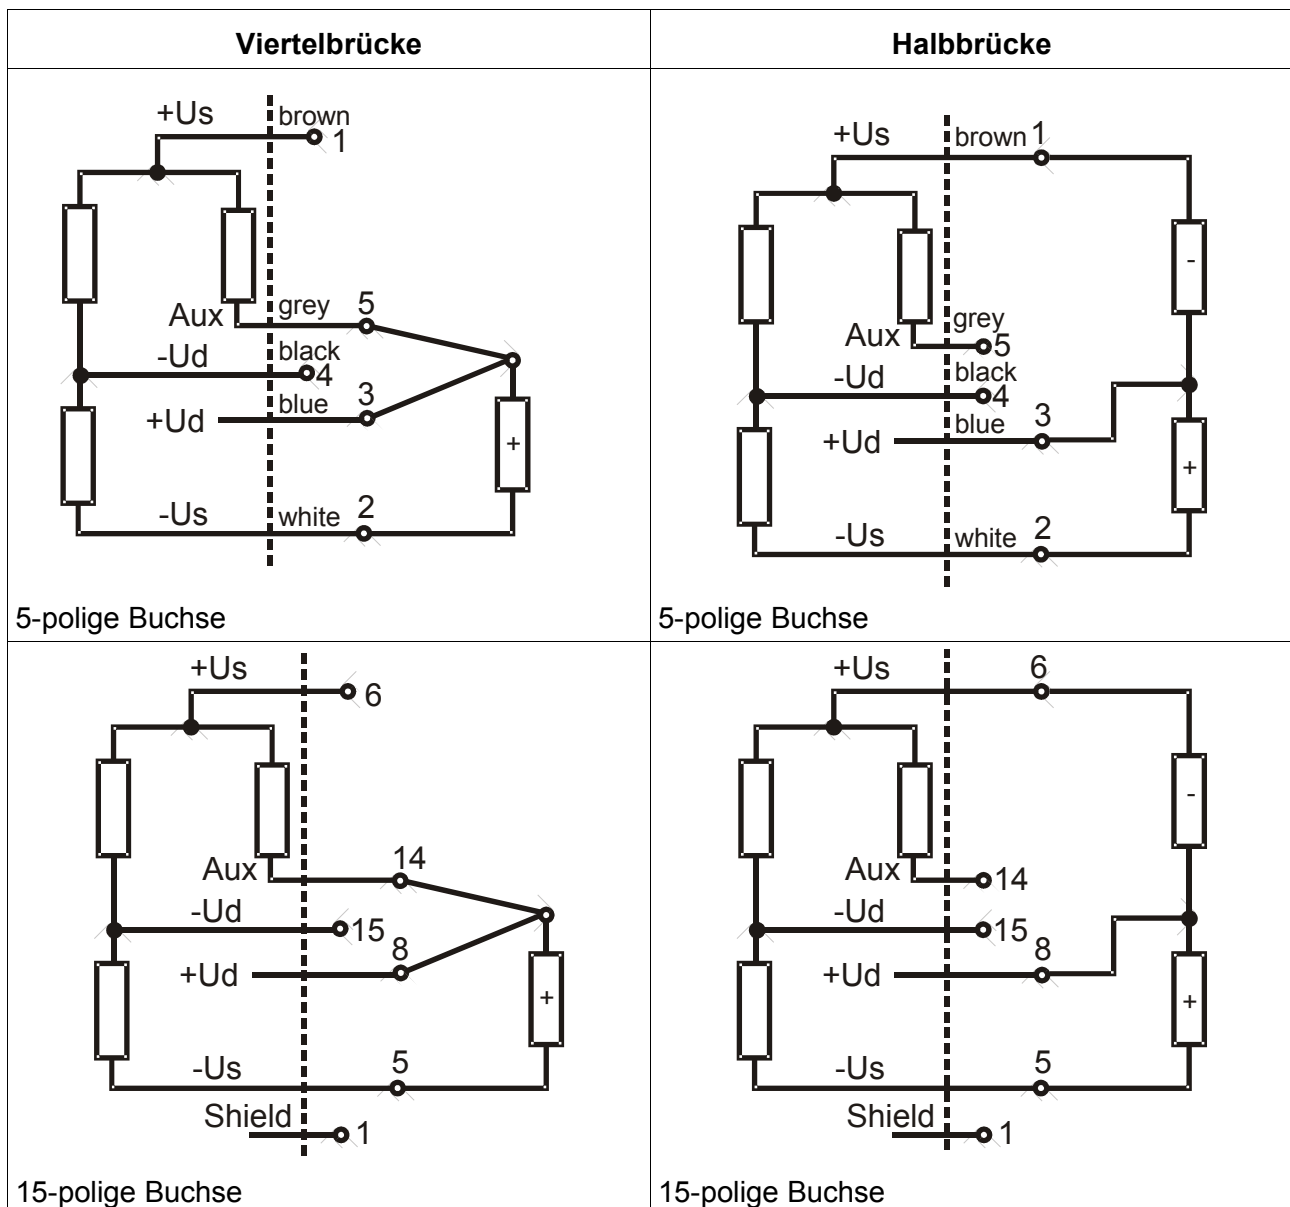 Viertelbrücke
Halbbrücke
+Us
brown
1
grey
5
Aux
black
-Ud
4
blue
3
+Ud
+
-Us
white
2
5-polige Buchse
+Us
brown
1
-
grey
Aux
5
black
-Ud
4
blue
3
+Ud
+
-Us
white
2
5-polige Buchse
+Us
6
14
Aux
-Ud
15
8
+Ud
+
5
-Us
Shield
1
15-polige Buchse
+Us
6
-
Aux
14
-Ud
15
8
+Ud
+
5
-Us
Shield
1
15-polige Buchse